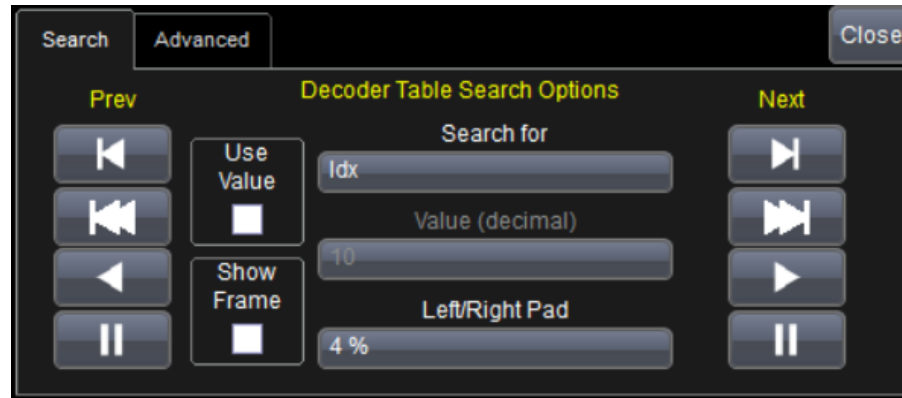 Search
Advanced
Close
Prev
Decoder Table Search Options
Next
Use
Value
Search for
Idx
Value (decimal)
10
Show
Frame
Left/Right Pad
4 %